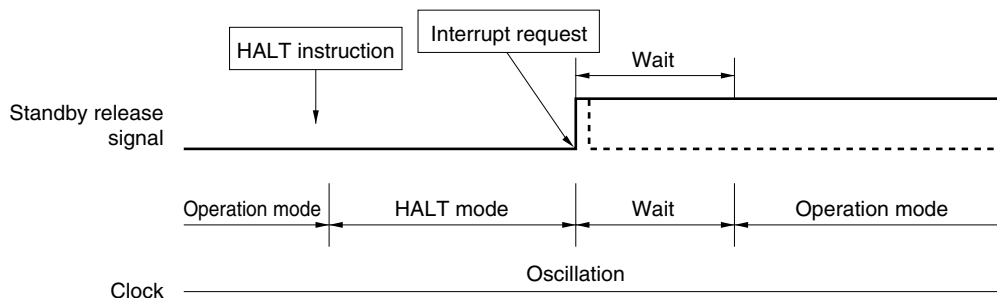 Interrupt request
HALT instruction
Wait
Standby release
signal
Operation mode
HALT mode
Wait
Operation mode
Oscillation
Clock